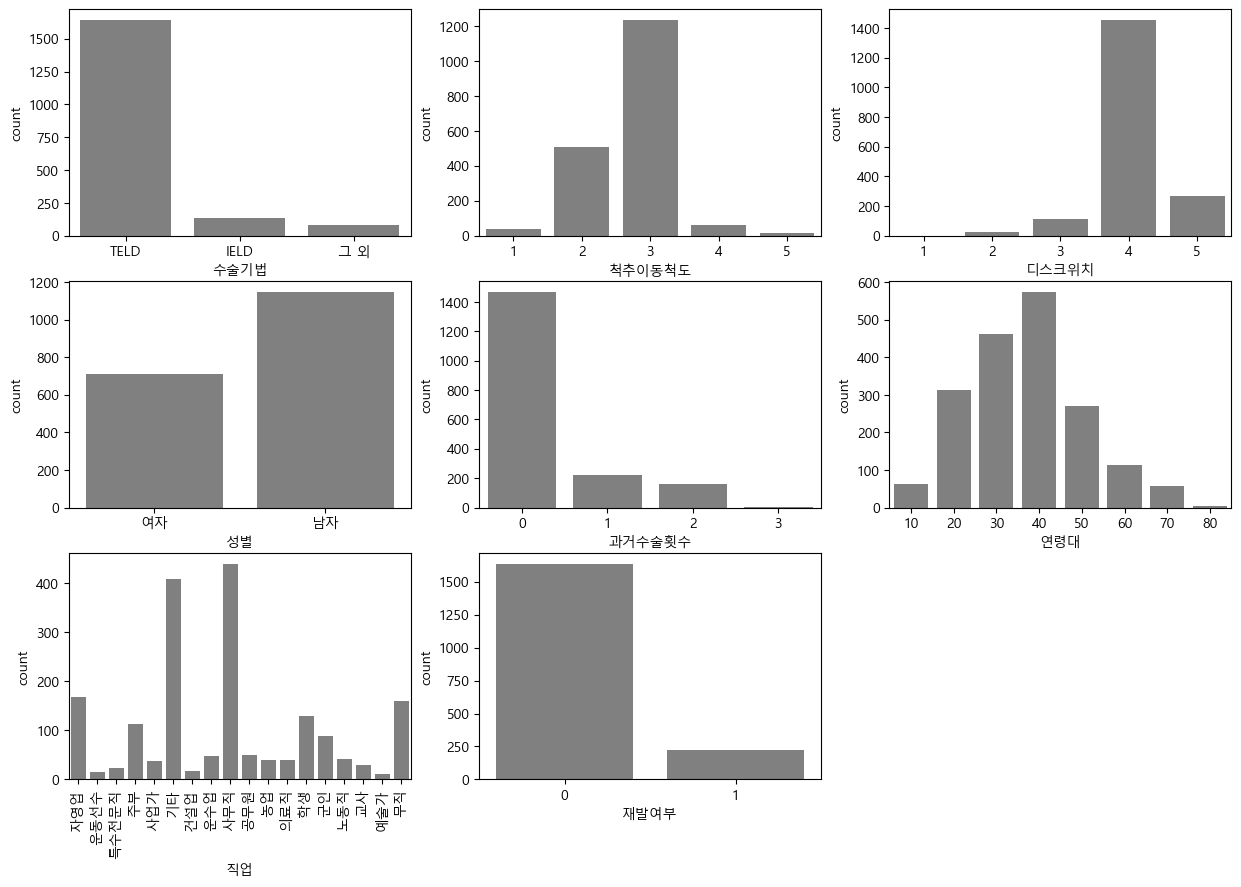 count
1500
1250
1000
750
500
250
0
TELD IELD 그 외
수술기법
count
1200
1000
800
600
400
200
0
1 2 3 4 5
척추이동척도
count
1400
1200
1000
800
600
400
200
0
1 2 3 4 5
디스크위치
count
1200
1000
800
600
400
200
0
여자 남자
성별
count
1400
1200
1000
800
600
400
200
0
0 1 2 3
과거수술횟수
count
600
500
400
300
200
100
0
10 20 30 40 50 60 70 80
연령대
count
400
300
200
100
0
자영업 운동선수 특수전문직 주부 사업가 기타 건설업 운수업 사무직 공무원 농업 의료직 학생 군인 노동직 교사 예술가 무직
직업
count
1500
1250
1000
750
500
250
0
0 1
재발여부